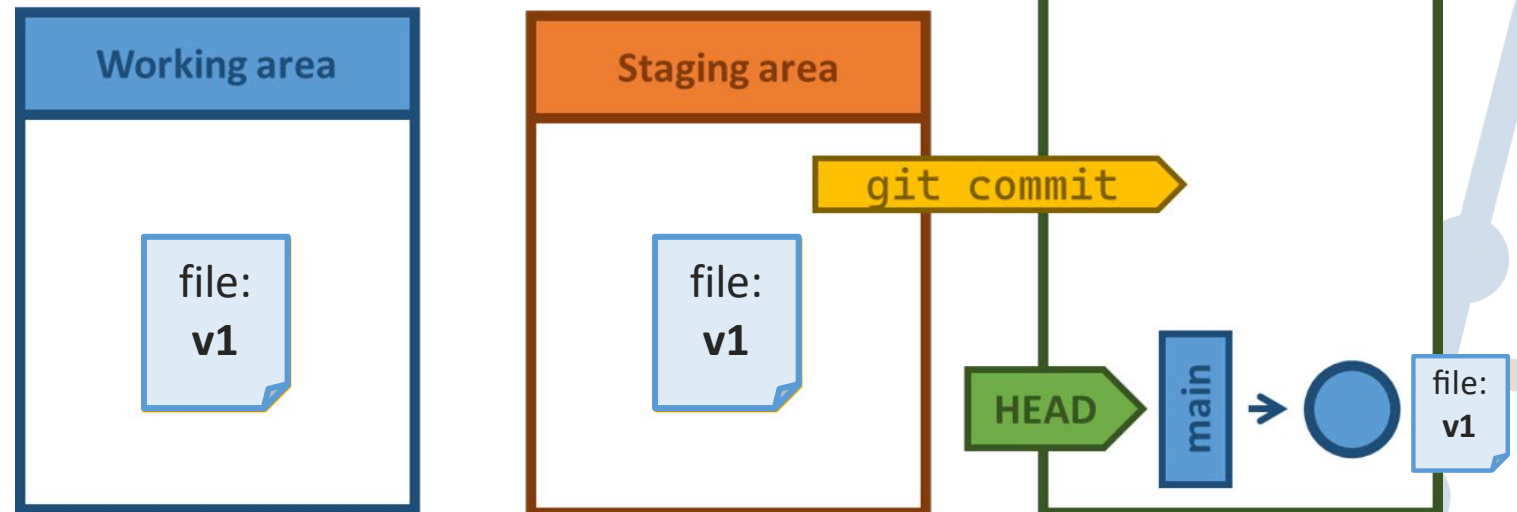 Working area
Staging area
git commit
file:
v1
file:
v1
HEAD
main
file:
v1